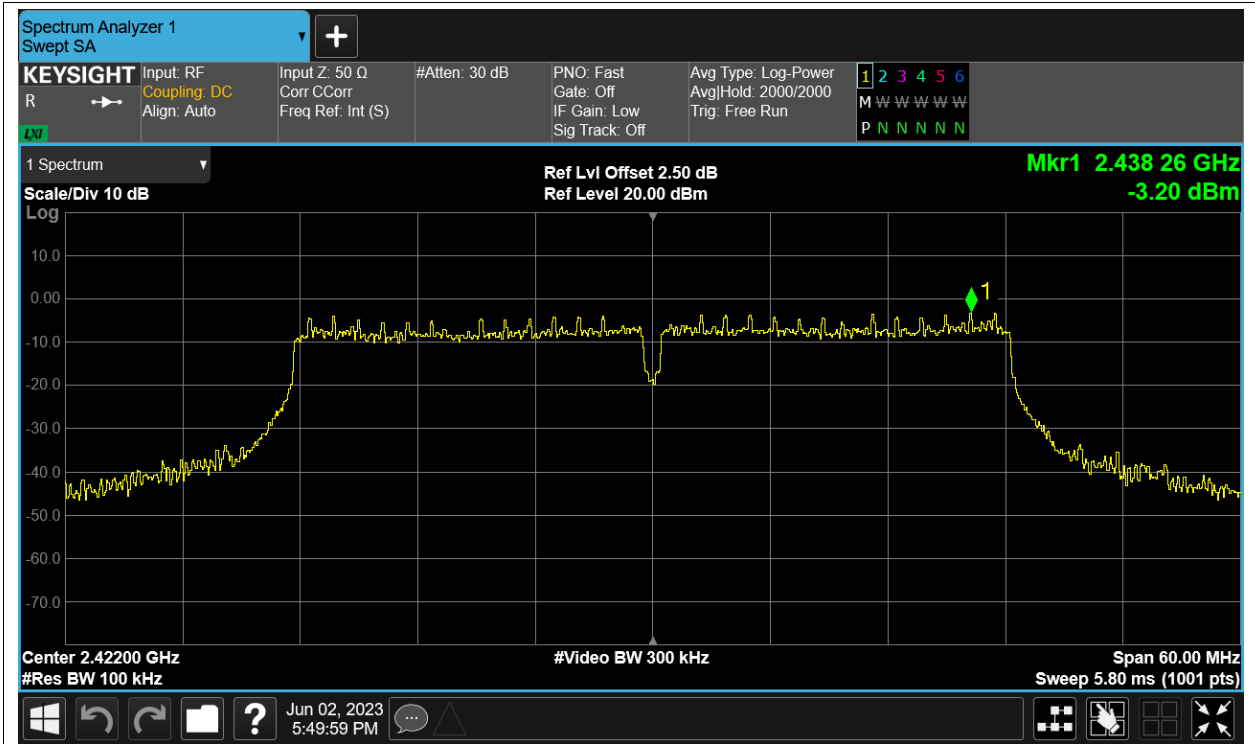 Spectrum Analyzer 1
Swept SA
KEYSIGHT
R
LXI
Input: RF
Coupling: DC
Align: Auto
Input Z: 50 Ω
Corr CCorr
Freq Ref: Int (S)
#Atten: 30 dB
PNO: Fast
Gate: Off
IF Gain: Low
Sig Track: Off
Avg Type: Log-Power
Avg|Hold: 2000/2000
Trig: Free Run
1 2 3 4 5 6
M W W W W W
P N N N N N
1 Spectrum
Scale/Div 10 dB
Log
Ref Lvl Offset 2.50 dB
Ref Level 20.00 dBm
Mkr1 2.438 26 GHz
-3.20 dBm
10.0
0.00
-10.0
-20.0
-30.0
-40.0
-50.0
-60.0
-70.0
1
Center 2.42200 GHz
#Res BW 100 kHz
#Video BW 300 kHz
Span 60.00 MHz
Sweep 5.80 ms (1001 pts)
?
Jun 02, 2023
5:49:59 PM